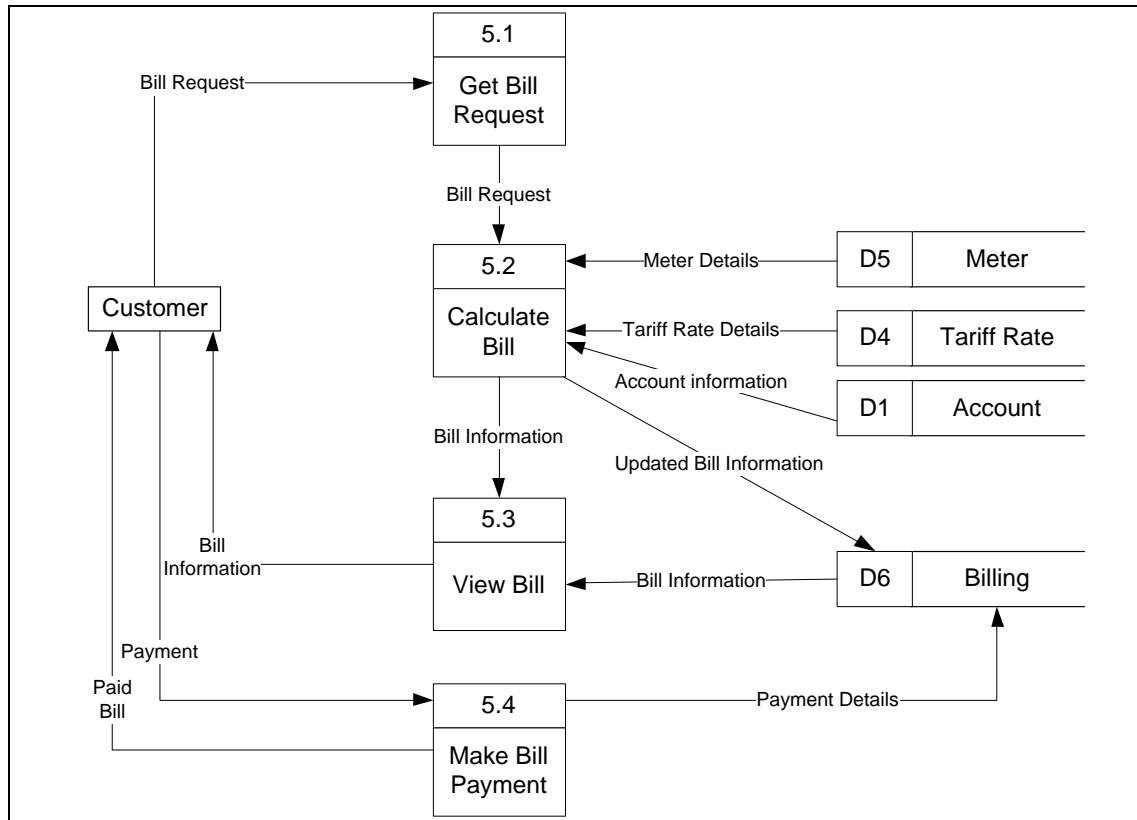 5.1
Bill Request
Get Bill
Request
Bill Request
5.2
Meter Details
D5
Meter
Customer
Calculate
Bill
Tariff Rate Details
D4
Tariff Rate
Account information
D1
Account
Bill Information
Updated Bill Information
5.3
Bill
Information
View Bill
Bill Information
D6
Billing
Payment
Paid
Bill
5.4
Payment Details
Make Bill
Payment